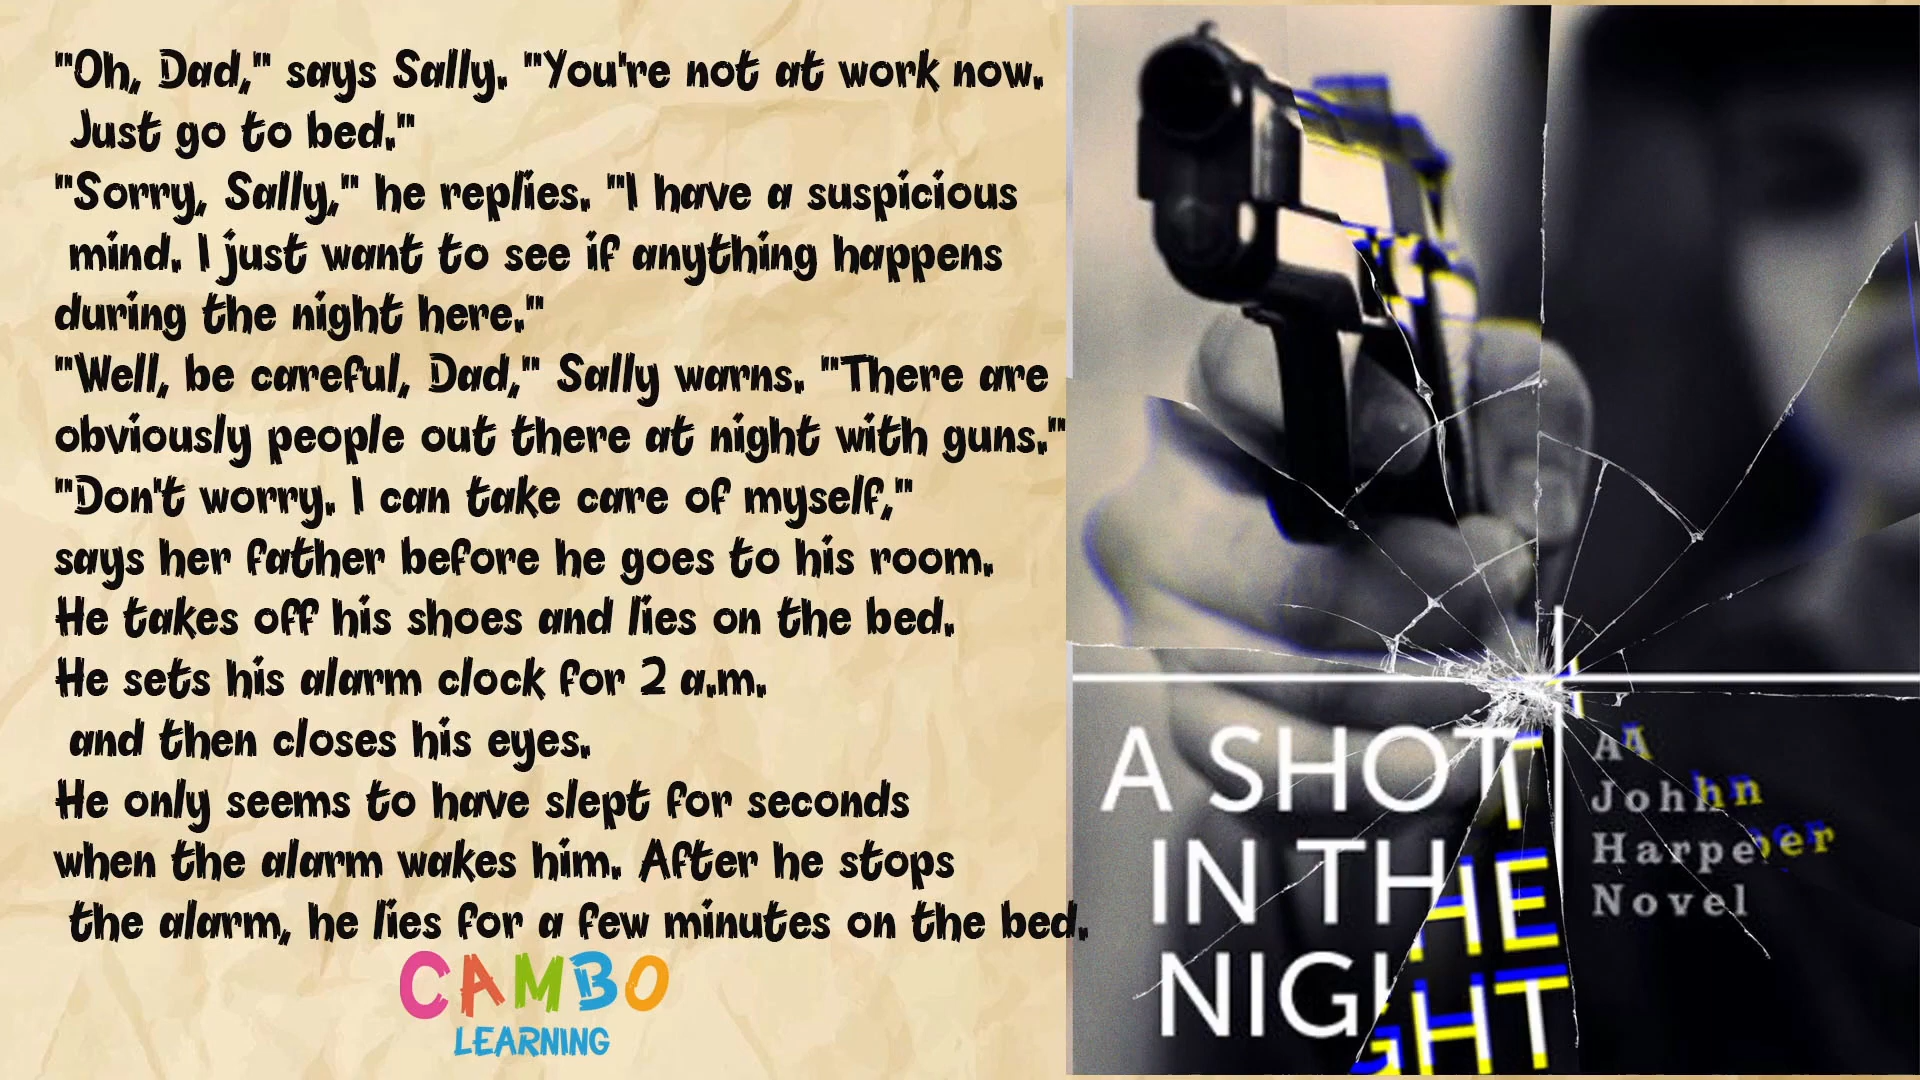 "Oh, Dad," says Sally. "You're not at work now.
Just go to bed."
"Sorry, Sally," he replies. "I have a suspicious
mind. I just want to see if anything happens
during the night here."
"Well, be careful, Dad," Sally warns. "There are
obviously people out there at night with guns."
"Don't worry. I can take care of myself,"
says her father before he goes to his room.
He takes off his shoes and lies on the bed.
He sets his alarm clock for 2 a.m.
and then closes his eyes.
He only seems to have slept for seconds
when the alarm wakes him. After he stops
the alarm, he lies for a few minutes on the bed.
CAMBO
LEARNING
A SHOT
IN THE
NIGHT
A
John
Harper
Novel